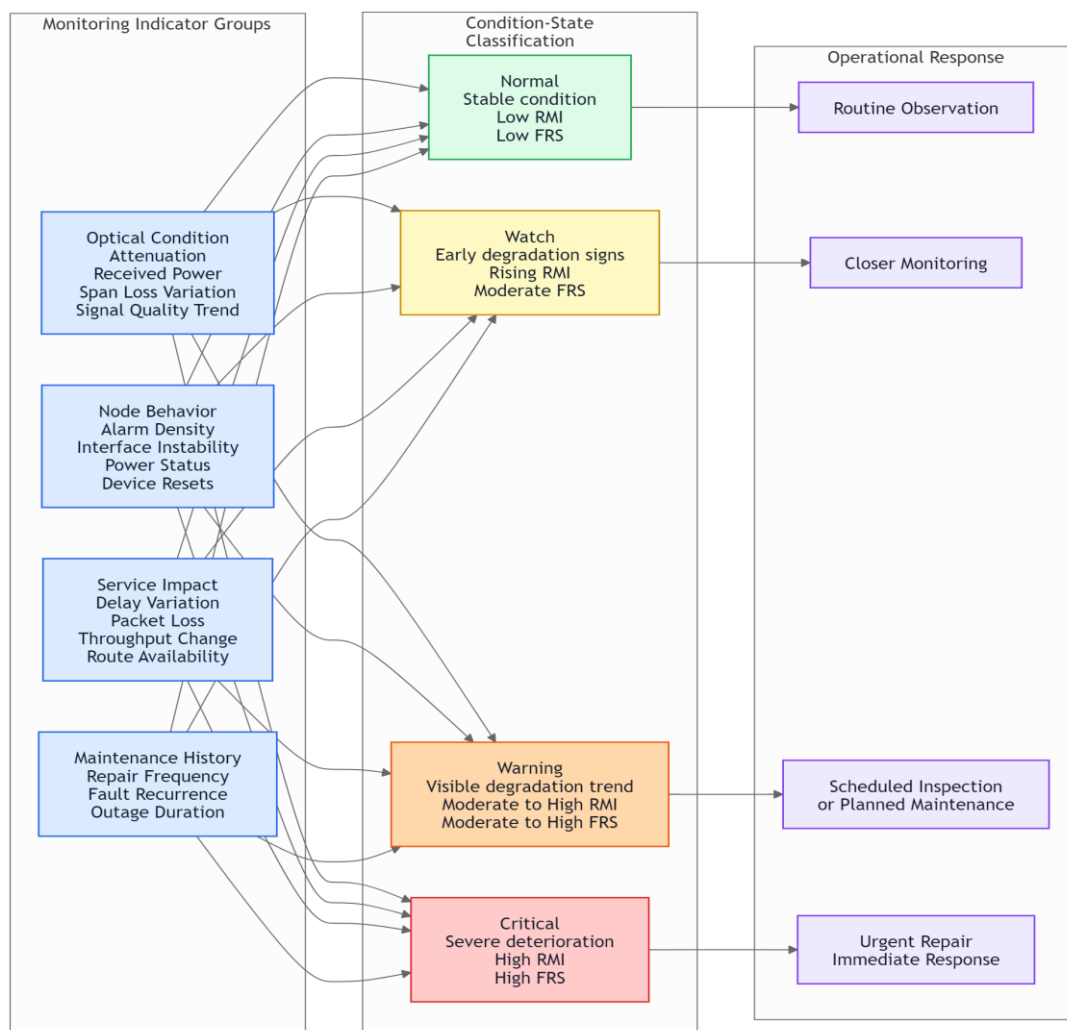 Monitoring Indicator Groups
Optical Condition
Attenuation
Received Power
Span Loss Variation
Signal Quality Trend
Node Behavior
Alarm Density
Interface Instability
Power Status
Device Resets
Service Impact
Delay Variation
Packet Loss
Throughput Change
Route Availability
Maintenance History
Repair Frequency
Fault Recurrence
Outage Duration
Condition-State
Classification
Normal
Stable condition
Low RMI
Low FRS
Watch
Early degradation signs
Rising RMI
Moderate FRS
Warning
Visible degradation trend
Moderate to High RMI
Moderate to High FRS
Critical
Severe deterioration
High RMI
High FRS
Operational Response
Routine Observation
Closer Monitoring
Scheduled Inspection
or Planned Maintenance
Urgent Repair
Immediate Response